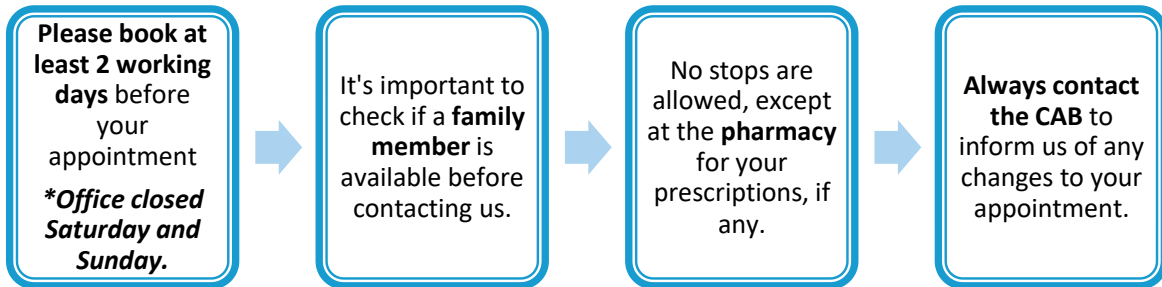 Please book at
least 2 working
days before
your
appointment
*Office closed
Saturday and
Sunday.
It's important to
check if a family
member is
available before
contacting us.
No stops are
allowed, except
at the pharmacy
for your
prescriptions, if
any.
Always contact
the CAB to
inform us of any
changes to your
appointment.